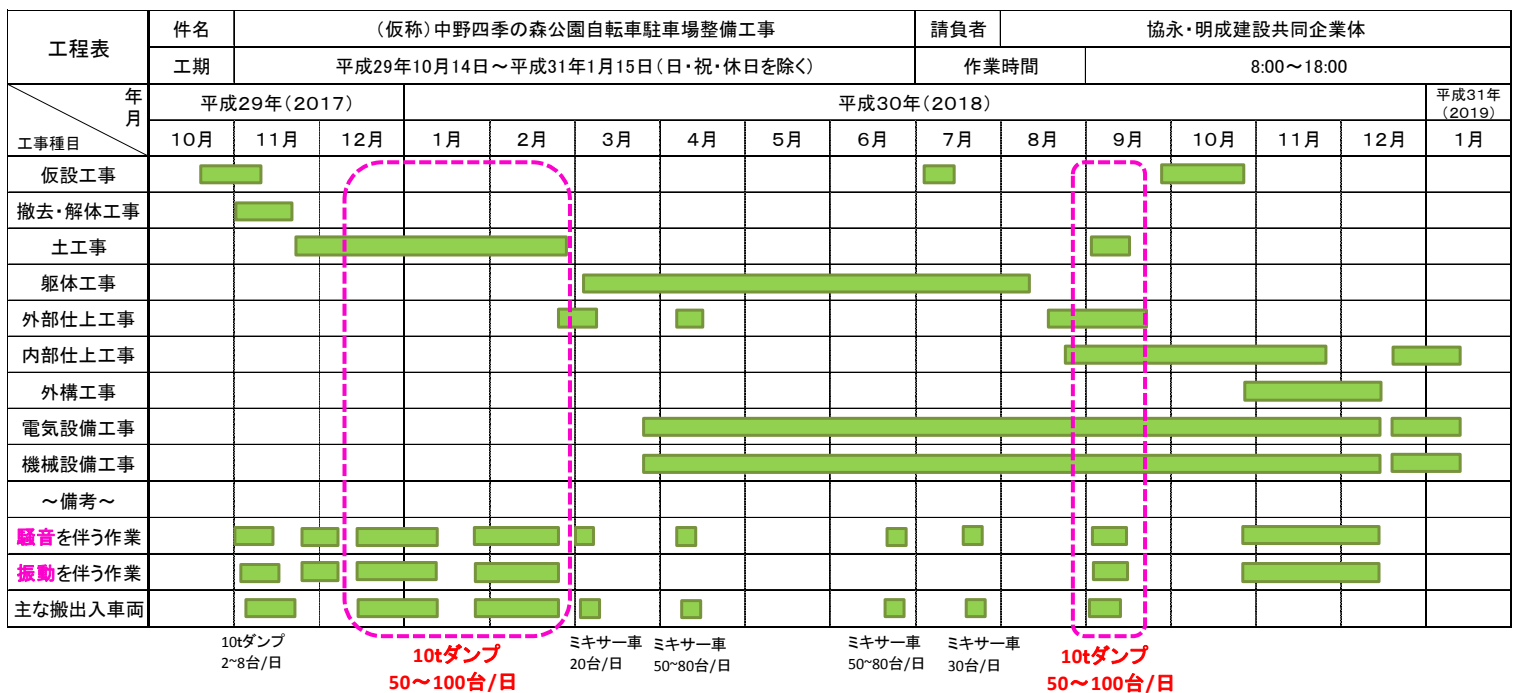 工程表
件名
(仮称)中野四季の森公園自転車駐車場整備工事
請負者
協永・明成建設共同企業体
工期
平成29年10月14日～平成31年1月15日(日・祝・休日を除く)
作業時間
8:00～18:00
年
月
工事種目
平成29年(2017)
平成30年(2018)
平成31年
(2019)
10月 11月 12月 1月 2月 3月 4月 5月 6月 7月 8月 9月 10月 11月 12月 1月
仮設工事
撤去・解体工事
土工事
躯体工事
外部仕上工事
内部仕上工事
外構工事
電気設備工事
機械設備工事
～備考～
騒音を伴う作業
振動を伴う作業
主な搬出入車両
10tダンプ
2~8台/日
10tダンプ
50～100台/日
ミキサー車
20台/日
ミキサー車
50~80台/日
ミキサー車
50~80台/日
ミキサー車
30台/日
10tダンプ
50～100台/日